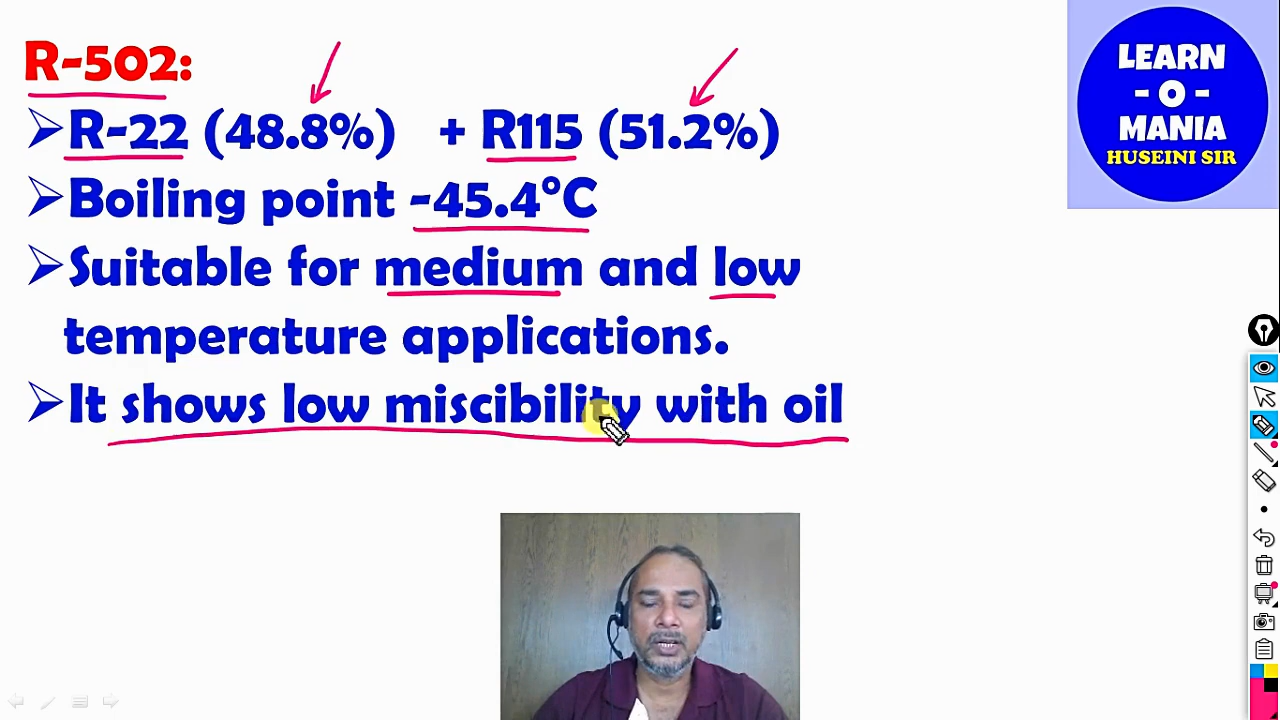 R-502:
➢R-22 (48.8%) + R115 (51.2%)
➢Boiling point -45.4°C
➢Suitable for medium and low
temperature applications.
➢It shows low miscibility with oil
LEARN
- O -
MANIA
HUSEINI SIR